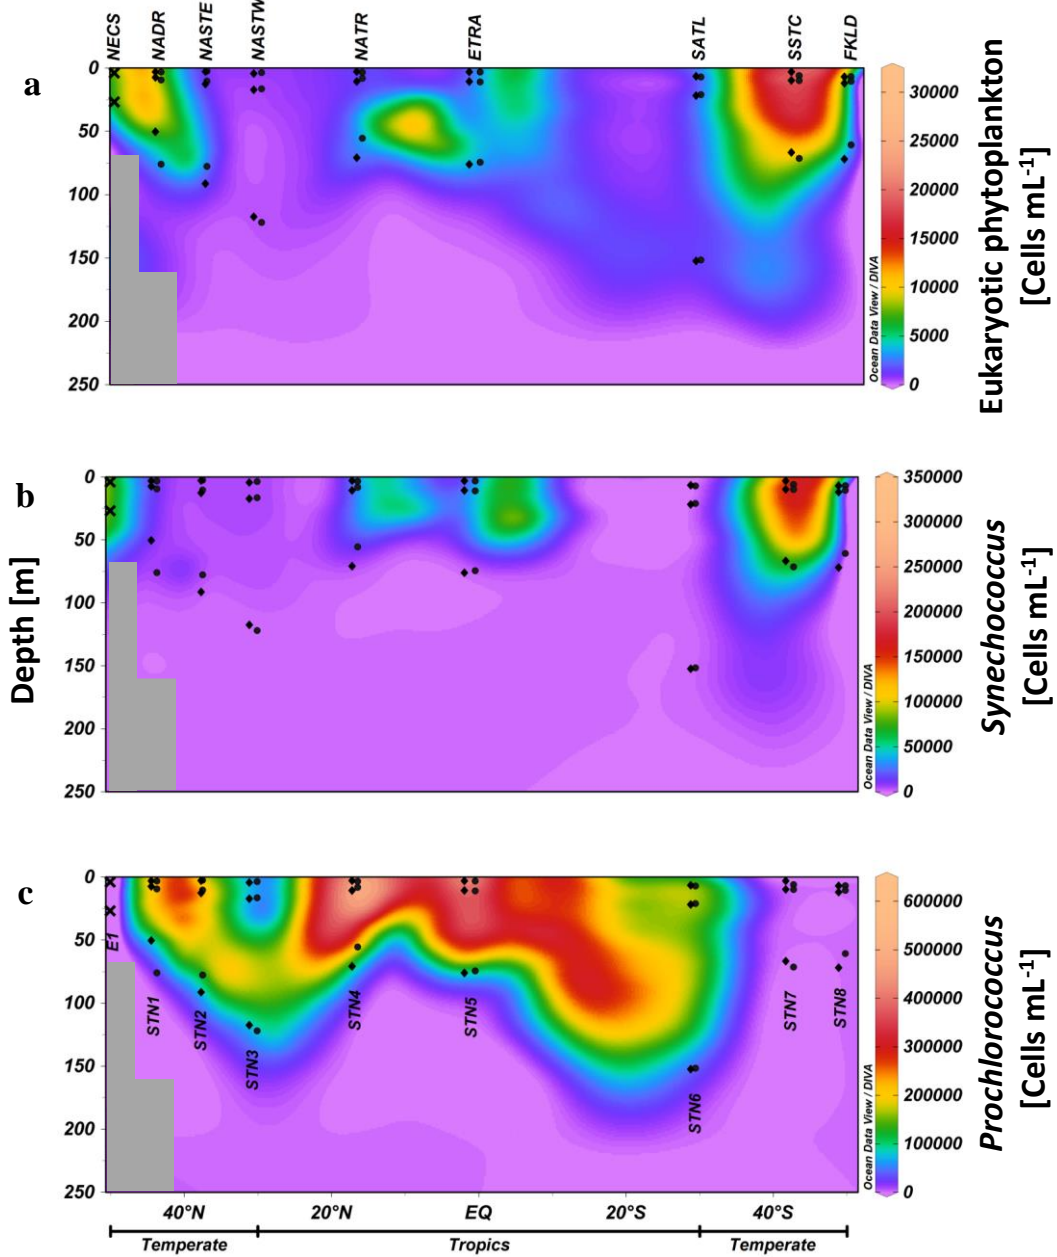 NECS NADR NASTE NASTW NATR ETRA SATL SSTC FKLD
a
0
50
100
150
200
250
Ocean Data View / DIVA
30000
25000
20000
15000
10000
5000
0
Eukaryotic phytoplankton
[Cells mL-1]
b
Depth [m]
0
50
100
150
200
250
Ocean Data View / DIVA
350000
300000
250000
200000
150000
100000
50000
0
Synechococcus
[Cells mL-1]
c
0
50
100
150
200
250
E1
STN1
STN2
STN3
STN4
STN5
STN6
STN7
STN8
Ocean Data View / DIVA
600000
500000
400000
300000
200000
100000
0
Prochlorococcus
[Cells mL-1]
40°N 20°N EQ 20°S 40°S
Temperate Tropics Temperate